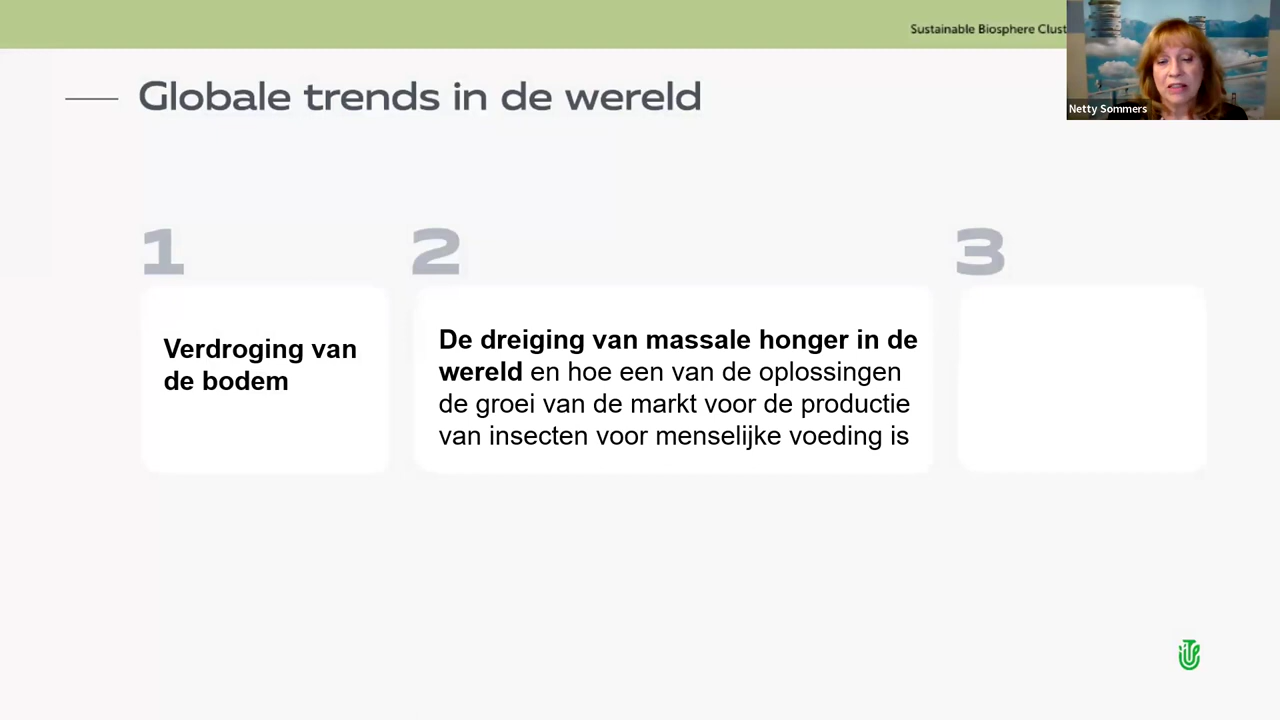 Sustainable Biosphere Clust
Netty Sommers
Globale trends in de wereld
1
2
3
Verdroging van
de bodem
De dreiging van massale honger in de
wereld en hoe een van de oplossingen
de groei van de markt voor de productie
van insecten voor menselijke voeding is